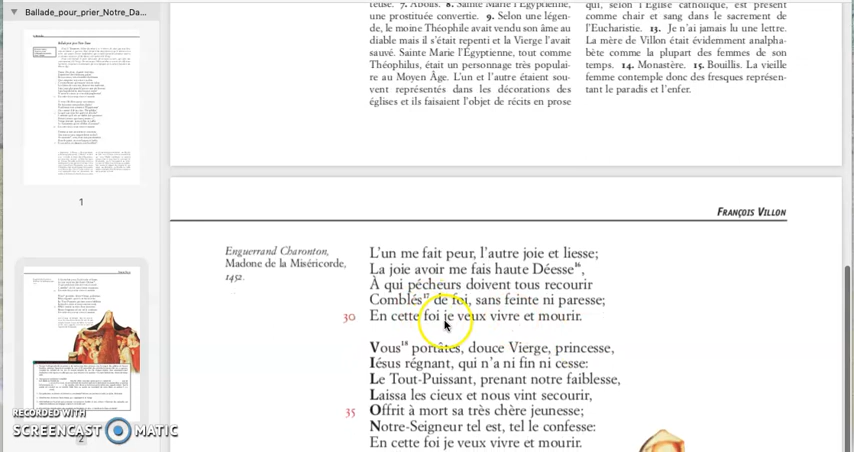 Ballade_pour_prier_Notre_Da...
1
2
teuse. 7. Abolis. 8. Sainte Marie l'Égyptienne,
une prostituée convertie. 9. Selon une légen-
de, le moine Théophile avait vendu son âme au
diable mais il s'était repenti et la Vierge l'avait
sauvé. Sainte Marie l'Égyptienne, tout comme
Théophilus, était un personnage très populai-
re au Moyen Âge. L'un et l'autre étaient sou-
vent représentés dans les décorations des
églises et ils faisaient l'objet de récits en prose
qui, selon l'Église catholique, est présent
comme chair et sang dans le sacrement de
l'Eucharistie. 13. Je n'ai jamais lu une lettre.
La mère de Villon était évidemment analpha-
bète comme la plupart des femmes de son
temps. 14. Monastère. 15. Bouillis. La vieille
femme contemple donc des fresques représen-
tant le paradis et l'enfer.
FRANÇOIS VILLON
Enguerrand Charonton,
Madone de la Miséricorde,
1452.
L'un me fait peur, l'autre joie et liesse;
La joie avoir me fais haute Déesse16,
À qui pécheurs doivent tous recourir
Comblés17 de foi, sans feinte ni paresse;
30 En cette foi je veux vivre et mourir.
Vous18 portâtes, douce Vierge, princesse,
Iésus régnant, qui n'a ni fin ni cesse:
Le Tout-Puissant, prenant notre faiblesse,
Laissa les cieux et nous vint secourir,
35 Offrit à mort sa très chère jeunesse;
Notre-Seigneur tel est, tel le confesse:
En cette foi je veux vivre et mourir.
RECORDED WITH
SCREENCAST MATIC